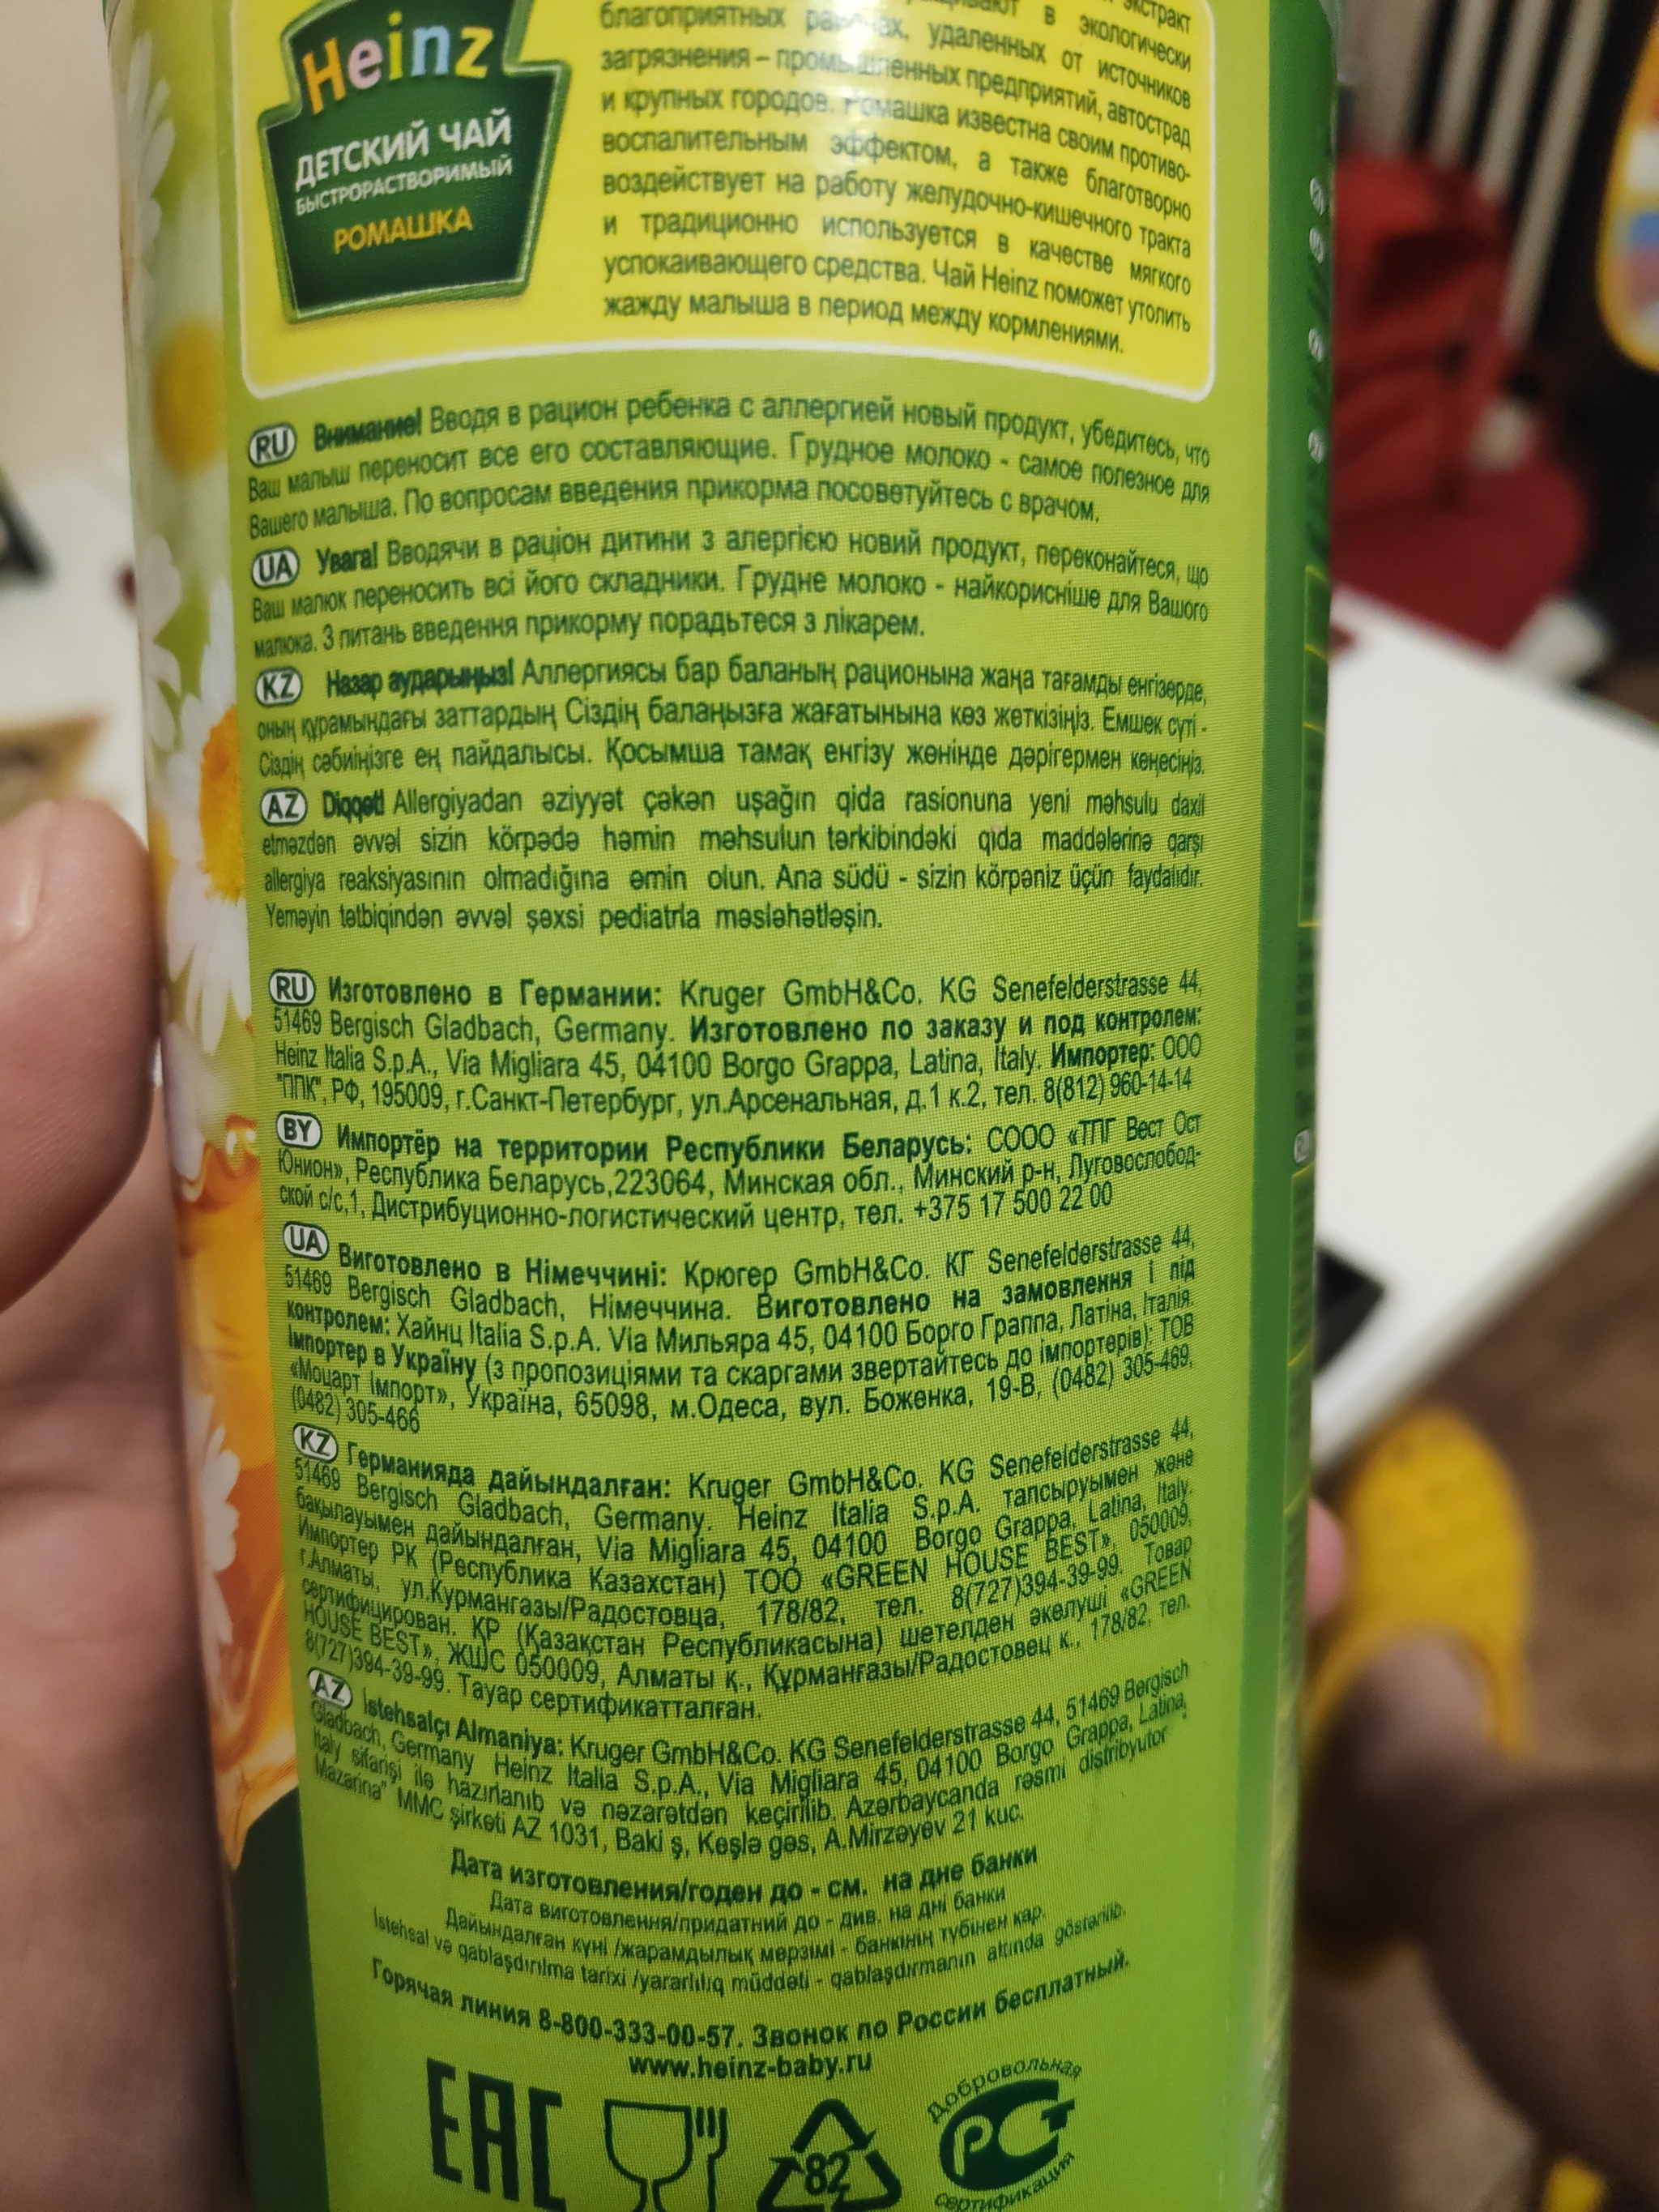 Heinz
ДЕТСКИЙ ЧАЙ
БЫСТРОРАСТВОРИМЫЙ
РОМАШКА
экстракт
в экологически
благоприятных районах, удаленных от источников
загрязнения – промышленных предприятий, автострад
и крупных городов. Ромашка известна своим противо-
воспалительным эффектом, а также благотворно
воздействует на работу желудочно-кишечного тракта
и традиционно используется в качестве мягкого
успокаивающего средства. Чай Heinz поможет утолить
жажду малыша в период между кормлениями.
RU Внимание! Вводя в рацион ребенка с аллергией новый продукт, убедитесь, что
Ваш малыш переносит все его составляющие. Грудное молоко - самое полезное для
Вашего малыша. По вопросам введения прикорма посоветуйтесь с врачом.
UA Увага! Вводячи в раціон дитини з алергією новий продукт, переконайтеся, що
Ваш малюк переносить всі його складники. Грудне молоко - найкорисніше для Вашого
малюка. З питань введення прикорму порадьтеся з лікарем.
KZ Назар аударыңыз! Аллергиясы бар баланың рационына жаңа тағамды енгізерде,
оның құрамындағы заттардың Сіздің балаңызға жағатынына көз жеткізіңіз. Емшек сүті -
Сіздің сәбиіңізге ең пайдалысы. Қосымша тамақ енгізу жөнінде дәрігермен кеңесіңіз.
AZ Diqqət! Allergiyadan əziyyət çəkən uşağın qida rasionuna yeni məhsulu daxil
etməzdən əvvəl sizin körpədə həmin məhsulun tərkibindəki qida maddələrinə qarşı
allergiya reaksiyasının olmadığına əmin olun. Ana südü - sizin körpəniz üçün faydalıdır.
Yeməyin tətbiqindən əvvəl şəxsi pediatrla məsləhətləşin.
RU Изготовлено в Германии: Kruger GmbH&Co. KG Senefelderstrasse 44,
51469 Bergisch Gladbach, Germany. Изготовлено по заказу и под контролем:
Heinz Italia S.p.A., Via Migliara 45, 04100 Borgo Grappa, Latina, Italy. Импортер: ООО
"ППК", РФ, 195009, г.Санкт-Петербург, ул.Арсенальная, д.1 к.2, тел. 8(812) 960-14-14
BY Импортёр на территории Республики Беларусь: СООО «ТПГ Вест Ост
Юнион», Республика Беларусь,223064, Минская обл., Минский р-н, Луговослобод-
ской с/с,1, Дистрибуционно-логистический центр, тел. +375 17 500 22 00
UA Виготовлено в Німеччині: Крюгер GmbH&Co. КГ Senefelderstrasse 44,
51469 Bergisch Gladbach, Німеччина. Виготовлено на замовлення і під
контролем: Хайнц Italia S.p.A. Via Мильяра 45, 04100 Борго Граппа, Латіна, Італія.
Імпортер в Україну (з пропозиціями та скаргами звертайтесь до імпортерів): ТОВ
«Моцарт Імпорт», Україна, 65098, м.Одеса, вул. Боженка, 19-В, (0482) 305-469,
(0482) 305-466
KZ Германияда дайындалған: Kruger GmbH&Co. KG Senefelderstrasse 44,
51469 Bergisch Gladbach, Germany. Heinz Italia S.p.A. тапсыруымен және
бақылауымен дайындалған, Via Migliara 45, 04100 Borgo Grappa, Latina, Italy.
Импортер РК (Республика Казахстан) ТОО «GREEN HOUSE BEST», 050009,
г.Алматы, ул.Курмангазы/Радостовца, 178/82, тел. 8(727)394-39-99. Товар
сертифицирован. ҚР (Қазақстан Республикасына) шетелден әкелуші «GREEN
HOUSE BEST», ЖШС 050009, Алматы қ., Құрманғазы/Радостовец к., 178/82, тел.
8(727)394-39-99. Тауар сертификатталған.
AZ İstehsalçı Almaniya: Kruger GmbH&Co. KG Senefelderstrasse 44, 51469 Bergisch
Gladbach, Germany Heinz Italia S.p.A., Via Migliara 45, 04100 Borgo Grappa, Latina,
Italy sifarişi ilə hazırlanıb və nəzarətdən keçirilib. Azərbaycanda rəsmi distribyutor
Mazarina" MMC şirkəti AZ 1031, Baki ş, Keşlə qəs, A.Mirzəyev 21 kuc.
Дата изготовления/годен до - см. на дне банки
Дата виготовлення/придатний до - див. на дні банки
Дайындалған күні /жарамдылық мерзімі - банкінің түбінен қар.
İstehsal və qablaşdırılma tarixi /yararlılıq müddəti - qablaşdırmanın altında göstərilib.
Горячая линия 8-800-333-00-57. Звонок по России бесплатный.
www.heinz-baby.ru
EAC
82
Добровольная
РСТ
сертификация